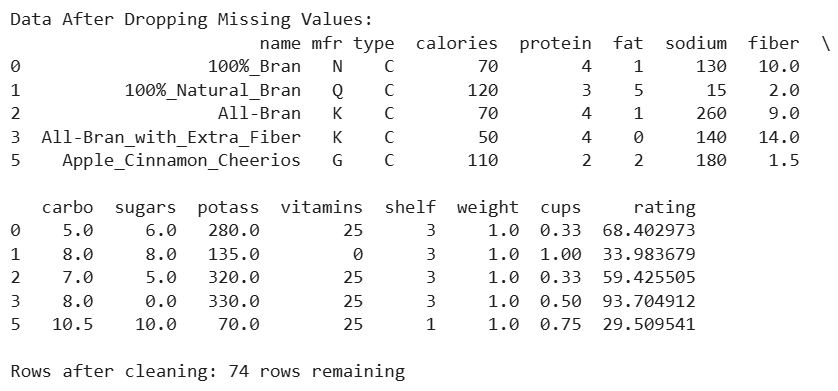 Data After Dropping Missing Values:
                        name mfr type  calories  protein  fat  sodium  fiber  \
0                  100%_Bran   N    C        70        4    1     130   10.0
1          100%_Natural_Bran   Q    C       120        3    5      15    2.0
2                   All-Bran   K    C        70        4    1     260    9.0
3  All-Bran_with_Extra_Fiber   K    C        50        4    0     140   14.0
5    Apple_Cinnamon_Cheerios   G    C       110        2    2     180    1.5

   carbo  sugars  potass  vitamins  shelf  weight  cups     rating
0    5.0     6.0   280.0        25      3     1.0  0.33  68.402973
1    8.0     8.0   135.0         0      3     1.0  1.00  33.983679
2    7.0     5.0   320.0        25      3     1.0  0.33  59.425505
3    8.0     0.0   330.0        25      3     1.0  0.50  93.704912
5   10.5    10.0    70.0        25      1     1.0  0.75  29.509541

Rows after cleaning: 74 rows remaining